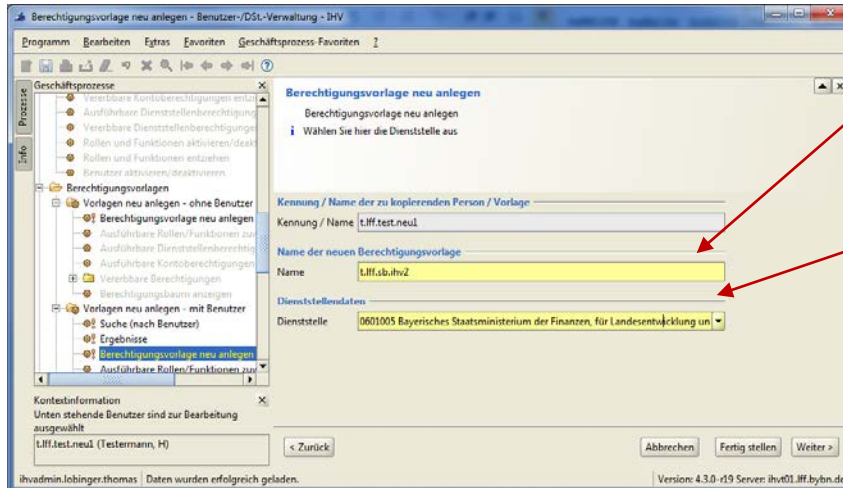 Berechtigungsvorlage neu anlegen - Benutzer-/DSt.-Verwaltung - IHV
Programm Bearbeiten Extras Favoriten Geschäftsprozess-Favoriten ?
Prozesse
Info
Geschäftsprozesse
Vererbbare Kontoberechtigungen entzi
Ausführbare Dienststellenberechtigung
Vererbbare Dienststellenberechtigunge
Rollen und Funktionen aktivieren/deakt
Rollen und Funktionen entziehen
Benutzer aktivieren/deaktivieren
Berechtigungsvorlagen
Vorlagen neu anlegen - ohne Benutzer
Berechtigungsvorlage neu anlegen
Ausführbare Rollen/Funktionen zu
Ausführbare Dienststellenberechtig
Ausführbare Kontoberechtigungen
Vererbbare Berechtigungen
Berechtigungsbaum anzeigen
Vorlagen neu anlegen - mit Benutzer
Suche (nach Benutzer)
Ergebnisse
Berechtigungsvorlage neu anlegen
Ausführbare Rollen/Funktionen zuv
Kontextinformation
Unten stehende Benutzer sind zur Bearbeitung
ausgewählt
t.lff.test.neu1 (Testermann, H)
Berechtigungsvorlage neu anlegen
Berechtigungsvorlage neu anlegen
i Wählen Sie hier die Dienststelle aus
Kennung / Name der zu kopierenden Person / Vorlage
Kennung / Name t.lff.test.neu1
Name der neuen Berechtigungsvorlage
Name t.lff.sb.ihv2
Dienststellendaten
Dienststelle 0601005 Bayerisches Staatsministerium der Finanzen, für Landesentwicklung un
< Zurück Abbrechen Fertig stellen Weiter >
ihvadmin.lobinger.thomas Daten wurden erfolgreich geladen. Version: 4.3.0-r19 Server: ihvt01.lff.bybn.de